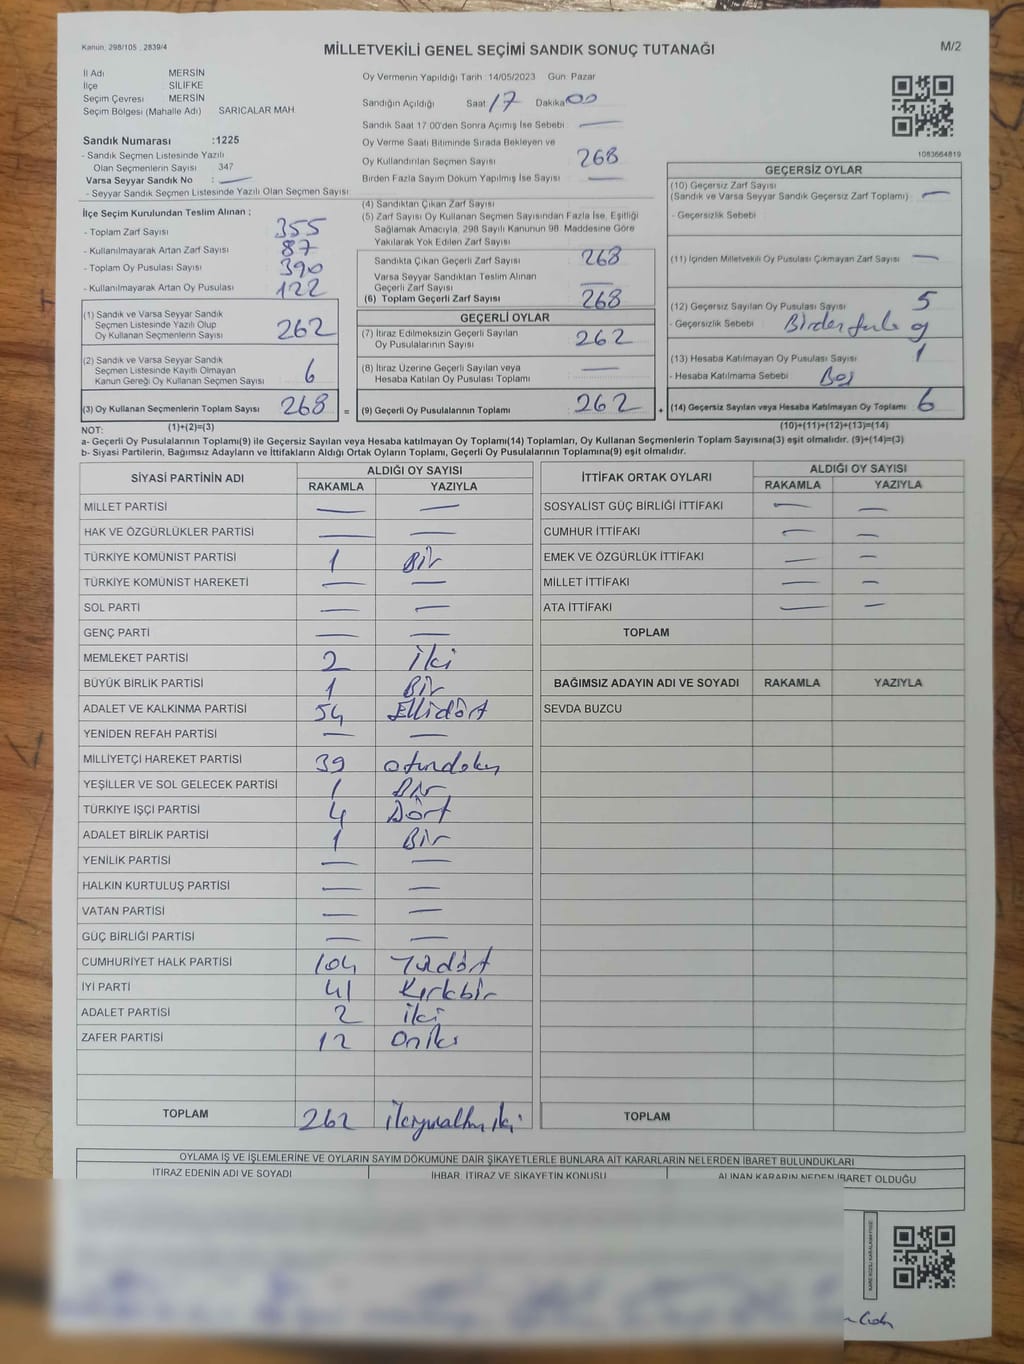 Kanun: 298/105 , 2839/4
MİLLETVEKİLİ GENEL SEÇİMİ SANDIK SONUÇ TUTANAĞI
M/2
İl Adı MERSİN
İlçe SİLİFKE
Seçim Çevresi MERSİN
Seçim Bölgesi (Mahalle Adı) SARICALAR MAH
Sandık Numarası :1225
- Sandık Seçmen Listesinde Yazılı
Olan Seçmenlerin Sayısı 347
Varsa Seyyar Sandık No : —
- Seyyar Sandık Seçmen Listesinde Yazılı Olan Seçmen Sayısı:
Oy Vermenin Yapıldığı Tarih :14/05/2023 Gün: Pazar
Sandığın Açıldığı Saat 17 Dakika 00
Sandık Saat 17:00'den Sonra Açımış İse Sebebi : —
Oy Verme Saati Bitiminde Sırada Bekleyen ve
Oy Kullandırılan Seçmen Sayısı 268
Birden Fazla Sayım Döküm Yapılmış İse Sayısı —
1083664819
İlçe Seçim Kurulundan Teslim Alınan ;
- Toplam Zarf Sayısı 355
- Kullanılmayarak Artan Zarf Sayısı 87
- Toplam Oy Pusulası Sayısı 390
- Kullanılmayarak Artan Oy Pusulası 122
(1) Sandık ve Varsa Seyyar Sandık
Seçmen Listesinde Yazılı Olup
Oy Kullanan Seçmenlerin Sayısı 262
(2) Sandık ve Varsa Seyyar Sandık
Seçmen Listesinde Kayıtlı Olmayan
Kanun Gereği Oy Kullanan Seçmen Sayısı 6
(3) Oy Kullanan Seçmenlerin Toplam Sayısı 268 =
(4) Sandıktan Çıkan Zarf Sayısı
(5) Zarf Sayısı Oy Kullanan Seçmen Sayısından Fazla İse, Eşitliği
Sağlamak Amacıyla, 298 Sayılı Kanunun 98. Maddesine Göre
Yakılarak Yok Edilen Zarf Sayısı
Sandıkta Çıkan Geçerli Zarf Sayısı 268
Varsa Seyyar Sandıktan Teslim Alınan
Geçerli Zarf Sayısı —
(6) Toplam Geçerli Zarf Sayısı 268
GEÇERLİ OYLAR
(7) İtiraz Edilmeksizin Geçerli Sayılan
Oy Pusulalarının Sayısı 262
(8) İtiraz Üzerine Geçerli Sayılan veya
Hesaba Katılan Oy Pusulası Toplamı —
(9) Geçerli Oy Pusulalarının Toplamı 262 +
GEÇERSİZ OYLAR
(10) Geçersiz Zarf Sayısı
(Sandık ve Varsa Seyyar Sandık Geçersiz Zarf Toplamı) —
- Geçersizlik Sebebi :
(11) İçinden Milletvekili Oy Pusulası Çıkmayan Zarf Sayısı —
(12) Geçersiz Sayılan Oy Pusulası Sayısı 5
- Geçersizlik Sebebi : Birden fazla oy
(13) Hesaba Katılmayan Oy Pusulası Sayısı 1
- Hesaba Katılmama Sebebi Boş
(14) Geçersiz Sayılan veya Hesaba Katılmayan Oy Toplamı 6
NOT: (1)+(2)=(3) (10)+(11)+(12)+(13)=(14)
a- Geçerli Oy Pusulalarının Toplamı(9) ile Geçersiz Sayılan veya Hesaba katılmayan Oy Toplamı(14) Toplamları, Oy Kullanan Seçmenlerin Toplam Sayısına(3) eşit olmalıdır. (9)+(14)=(3)
b- Siyasi Partilerin, Bağımsız Adayların ve İttifakların Aldığı Ortak Oyların Toplamı, Geçerli Oy Pusulalarının Toplamına(9) eşit olmalıdır.
SİYASİ PARTİNİN ADI ALDIĞI OY SAYISI
RAKAMLA YAZIYLA
MİLLET PARTİSİ — —
HAK VE ÖZGÜRLÜKLER PARTİSİ — —
TÜRKİYE KOMÜNİST PARTİSİ 1 Bir
TÜRKİYE KOMÜNİST HAREKETİ — —
SOL PARTİ — —
GENÇ PARTİ — —
MEMLEKET PARTİSİ 2 İki
BÜYÜK BİRLİK PARTİSİ 1 Bir
ADALET VE KALKINMA PARTİSİ 54 Ellidört
YENİDEN REFAH PARTİSİ — —
MİLLİYETÇİ HAREKET PARTİSİ 39 otuzdokuz
YEŞİLLER VE SOL GELECEK PARTİSİ 1 Bir
TÜRKİYE İŞÇİ PARTİSİ 4 Dört
ADALET BİRLİK PARTİSİ 1 Bir
YENİLİK PARTİSİ — —
HALKIN KURTULUŞ PARTİSİ — —
VATAN PARTİSİ — —
GÜÇ BİRLİĞİ PARTİSİ — —
CUMHURİYET HALK PARTİSİ 104 Yüzdört
İYİ PARTİ 41 Kırkbir
ADALET PARTİSİ 2 iki
ZAFER PARTİSİ 12 Oniki
TOPLAM 262 ikiyüzaltmışiki
İTTİFAK ORTAK OYLARI ALDIĞI OY SAYISI
RAKAMLA YAZIYLA
SOSYALİST GÜÇ BİRLİĞİ İTTİFAKI — —
CUMHUR İTTİFAKI — —
EMEK VE ÖZGÜRLÜK İTTİFAKI — —
MİLLET İTTİFAKI — —
ATA İTTİFAKI — —
TOPLAM
BAĞIMSIZ ADAYIN ADI VE SOYADI RAKAMLA YAZIYLA
SEVDA BUZCU
TOPLAM
OYLAMA İŞ VE İŞLEMLERİNE VE OYLARIN SAYIM DÖKÜMÜNE DAİR ŞİKAYETLERLE BUNLARA AİT KARARLARIN NELERDEN İBARET BULUNDUKLARI
İTİRAZ EDENİN ADI VE SOYADI İHBAR, İTİRAZ VE ŞİKAYETİN KONUSU ALINAN KARARIN NEDEN İBARET OLDUĞU